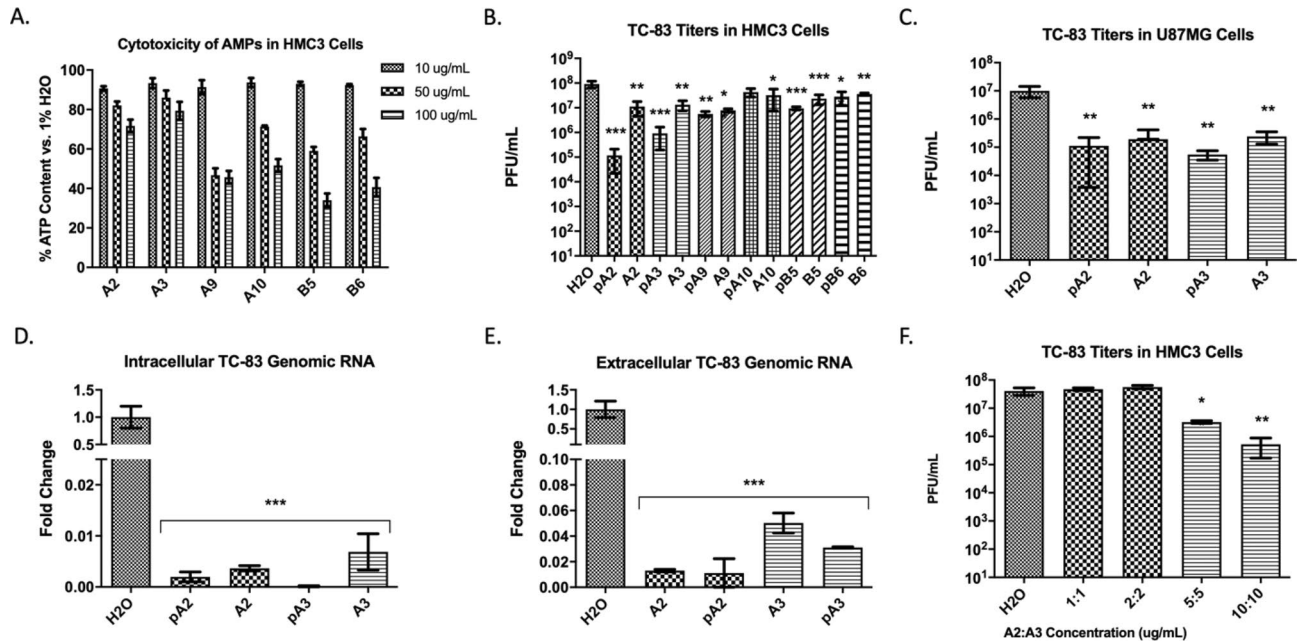 A.
Cytotoxicity of AMPs in HMC3 Cells
% ATP Content vs. 1% H2O
100
80
60
40
20
0
A2
A3
A9
A10
B5
B6
10 ug/mL
50 ug/mL
100 ug/mL
B.
TC-83 Titers in HMC3 Cells
PFU/mL
10⁹
10⁸
10⁷
10⁶
10⁵
10⁴
10³
10²
10¹
***
**
***
**
**
*
*
***
***
*
**
H2O
pA2
A2
pA3
A3
pA9
A9
pA10
A10
pB5
B5
pB6
B6
C.
TC-83 Titers in U87MG Cells
PFU/mL
10⁷
10⁶
10⁵
10⁴
10³
10²
10¹
**
**
**
**
H2O
pA2
A2
pA3
A3
D.
Intracellular TC-83 Genomic RNA
Fold Change
1.5
1.0
0.5
0.02
0.01
0.00
***
H2O
pA2
A2
pA3
A3
E.
Extracellular TC-83 Genomic RNA
Fold Change
1.5
1.0
0.5
0.10
0.08
0.06
0.04
0.02
0.00
***
H2O
A2
pA2
A3
pA3
F.
TC-83 Titers in HMC3 Cells
PFU/mL
10⁸
10⁷
10⁶
10⁵
10⁴
10³
10²
10¹
*
**
H2O
1:1
2:2
5:5
10:10
A2:A3 Concentration (ug/mL)